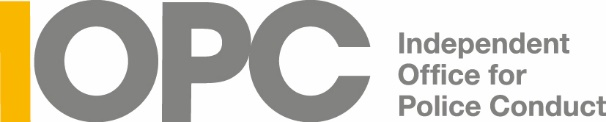 IOPC
Independent
Office for
Police Conduct